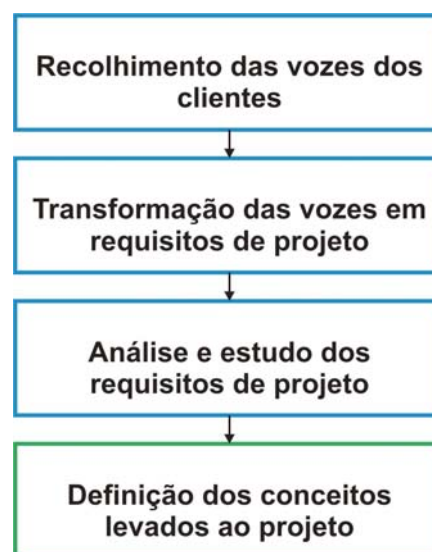 Recolhimento das vozes dos
clientes
Transformação das vozes em
requisitos de projeto
Análise e estudo dos
requisitos de projeto
Definição dos conceitos
levados ao projeto